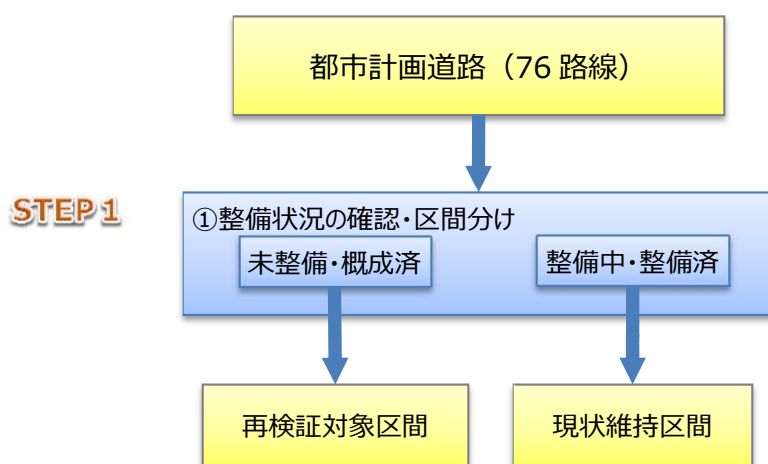 都市計画道路（76 路線）
STEP1
①整備状況の確認・区間分け
未整備・概成済
整備中・整備済
再検証対象区間
現状維持区間